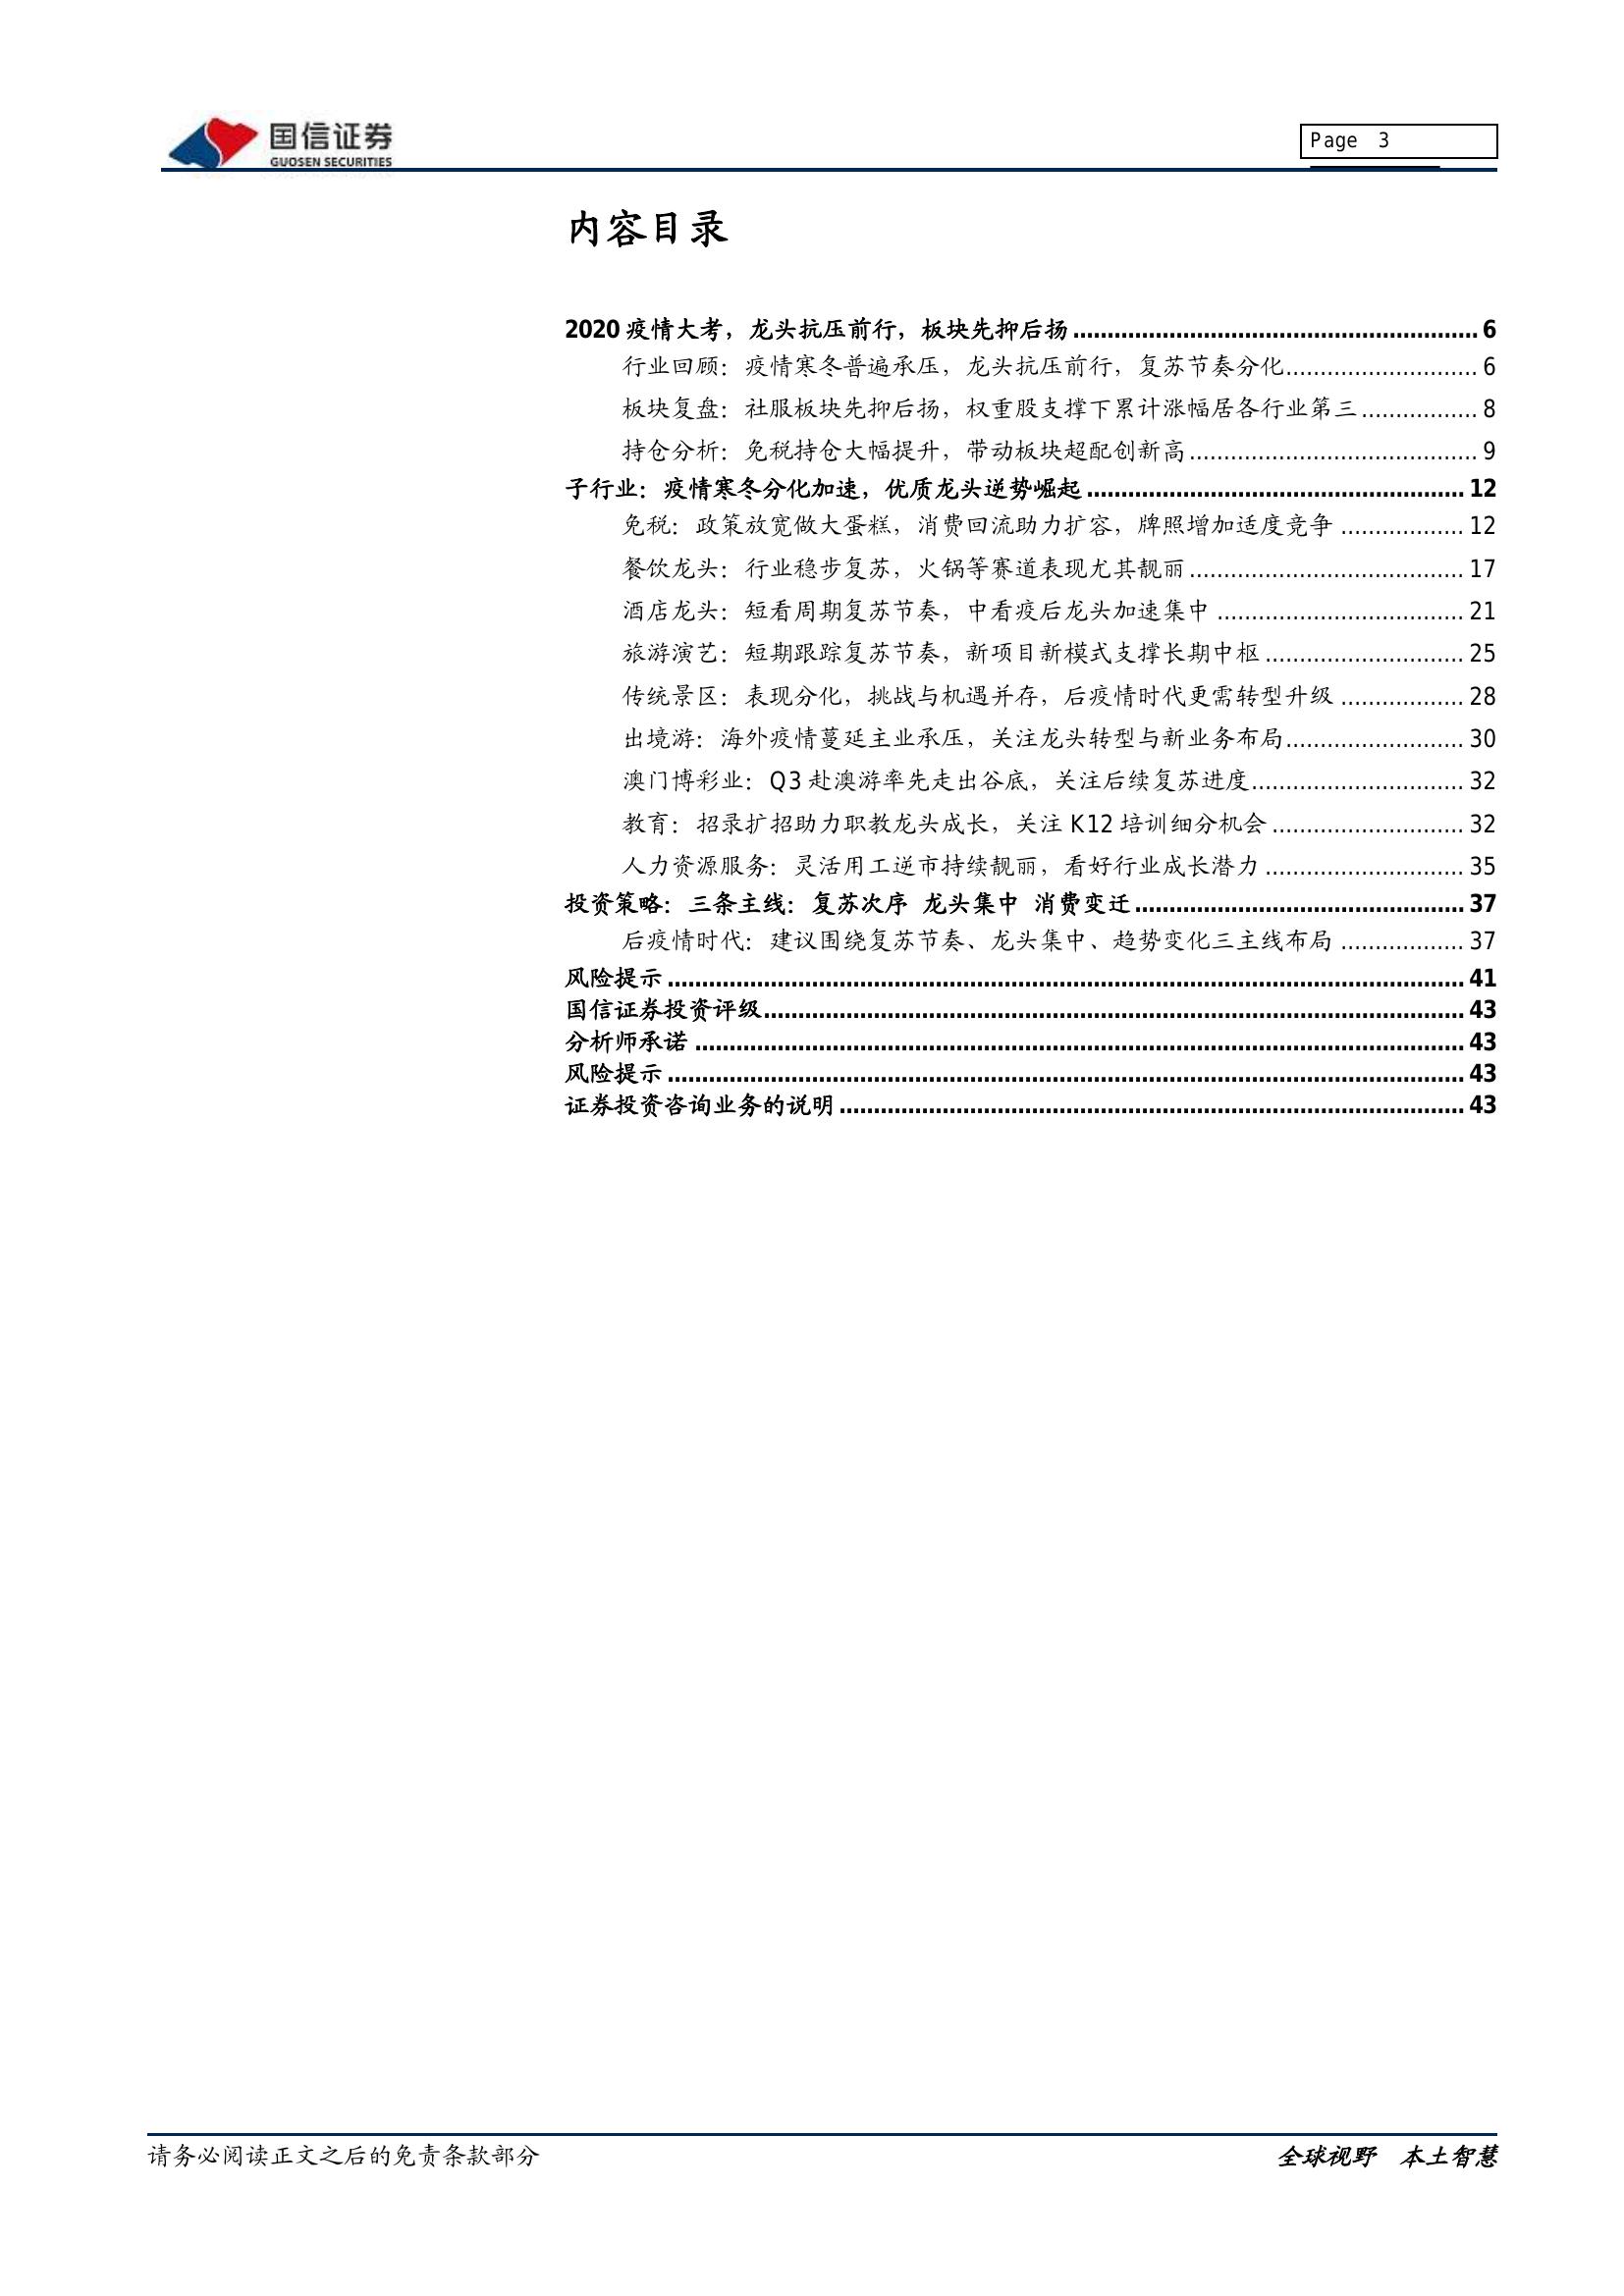 国信证券
GUOSEN SECURITIES
Page 3
内容目录
2020 疫情大考，龙头抗压前行，板块先抑后扬 6
行业回顾：疫情寒冬普遍承压，龙头抗压前行，复苏节奏分化 6
板块复盘：社服板块先抑后扬，权重股支撑下累计涨幅居各行业第三 8
持仓分析：免税持仓大幅提升，带动板块超配创新高 9
子行业：疫情寒冬分化加速，优质龙头逆势崛起 12
免税：政策放宽做大蛋糕，消费回流助力扩容，牌照增加适度竞争 12
餐饮龙头：行业稳步复苏，火锅等赛道表现尤其靓丽 17
酒店龙头：短看周期复苏节奏，中看疫后龙头加速集中 21
旅游演艺：短期跟踪复苏节奏，新项目新模式支撑长期中枢 25
传统景区：表现分化，挑战与机遇并存，后疫情时代更需转型升级 28
出境游：海外疫情蔓延主业承压，关注龙头转型与新业务布局 30
澳门博彩业：Q3 赴澳游率先走出谷底，关注后续复苏进度 32
教育：招录扩招助力职教龙头成长，关注 K12 培训细分机会 32
人力资源服务：灵活用工逆市持续靓丽，看好行业成长潜力 35
投资策略：三条主线：复苏次序 龙头集中 消费变迁 37
后疫情时代：建议围绕复苏节奏、龙头集中、趋势变化三主线布局 37
风险提示 41
国信证券投资评级 43
分析师承诺 43
风险提示 43
证券投资咨询业务的说明 43
请务必阅读正文之后的免责条款部分
全球视野 本土智慧